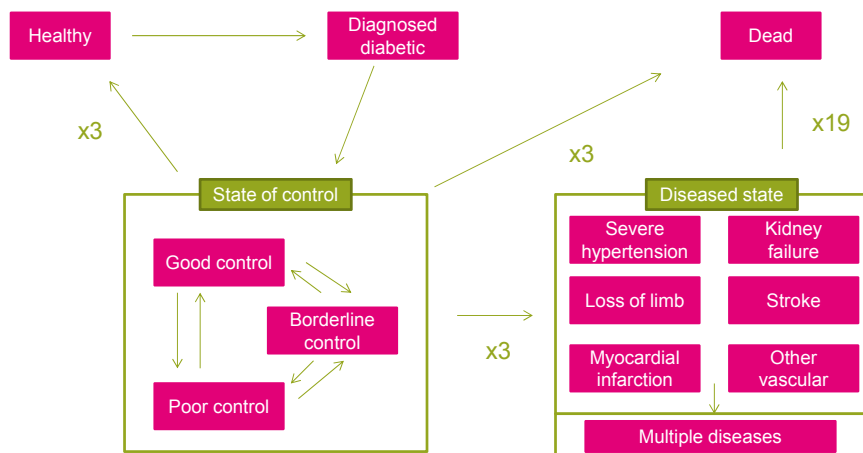 Healthy
Diagnosed
diabetic
Dead
x3
x3
x19
State of control
Good control
Borderline
control
Poor control
x3
Diseased state
Severe
hypertension
Kidney
failure
Loss of limb
Stroke
Myocardial
infarction
Other
vascular
Multiple diseases